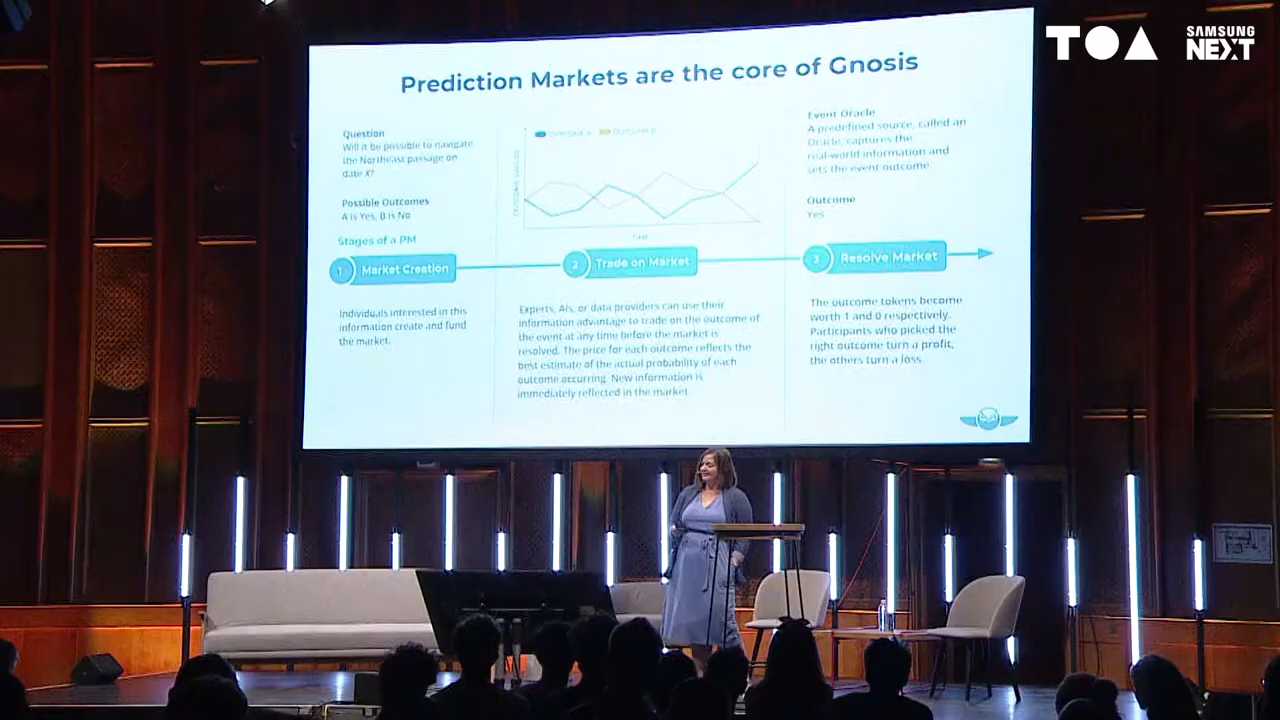 TOA
SAMSUNG
NEXT
Prediction Markets are the core of Gnosis
Question
Will it be possible to navigate
the Northeast passage on
date X?
Possible Outcomes
A is Yes, B is No
Stages of a PM
1 Market Creation
Individuals interested in this
information create and fund
the market.
OUTCOME A
OUTCOME B
2 Trade on Market
Experts, AIs, or data providers can use their
information advantage to trade on the outcome of
the event at any time before the market is
resolved. The price for each outcome reflects the
best estimate of the actual probability of each
outcome occurring. New information is
immediately reflected in the market.
Event Oracle
A predefined source, called an
Oracle, captures the
real-world information and
sets the event outcome.
Outcome
Yes
3 Resolve Market
The outcome tokens become
worth 1 and 0 respectively.
Participants who picked the
right outcome turn a profit,
the others turn a loss.